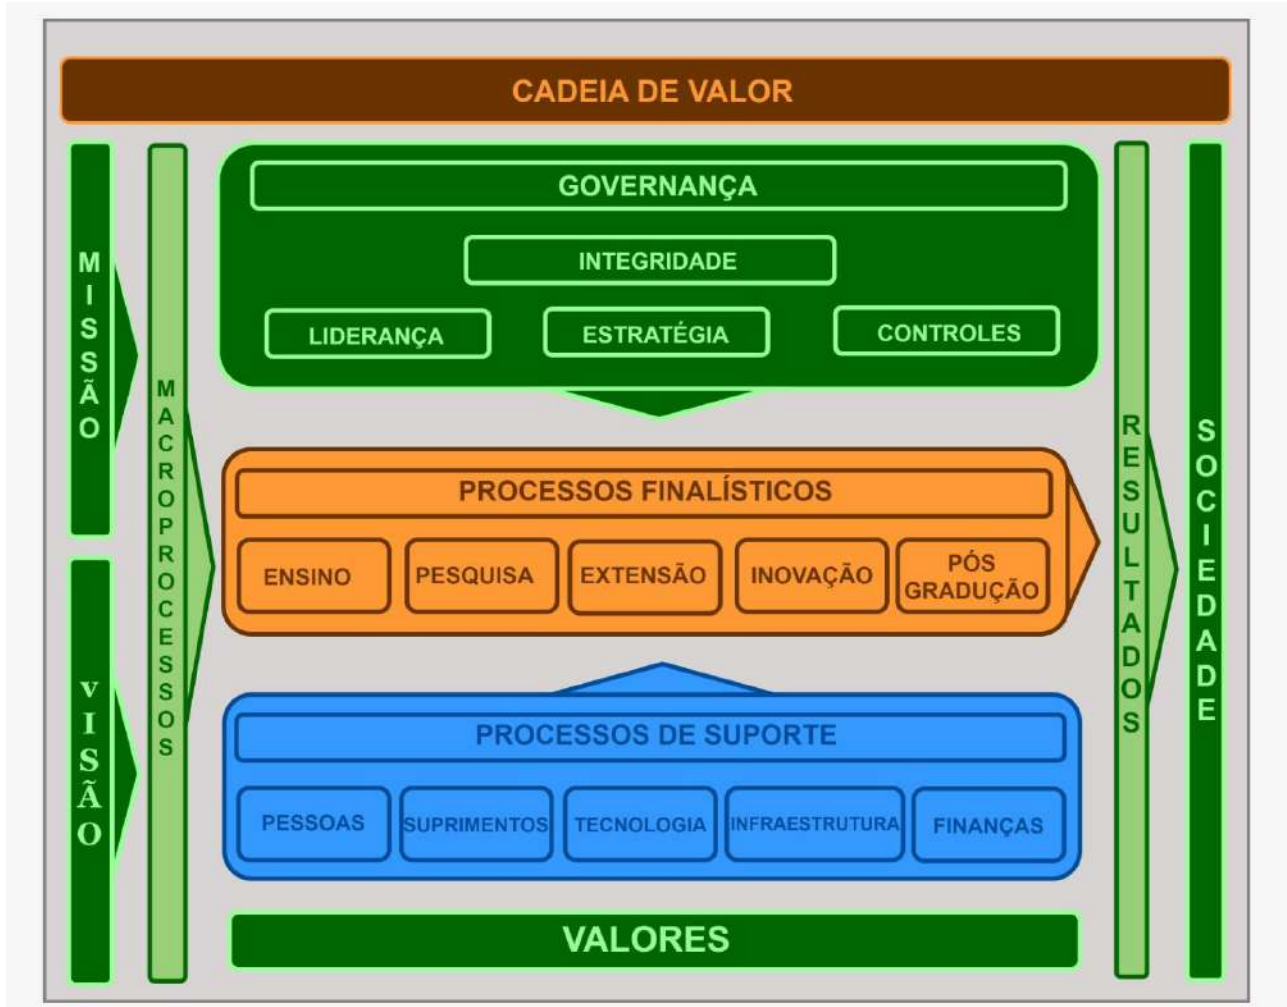 CADEIA DE VALOR
MISSÃO
vISÃO
MACROPROCESSOS
GOVERNANÇA
INTEGRIDADE
LIDERANÇA
ESTRATÉGIA
CONTROLES
PROCESSOS FINALÍSTICOS
ENSINO
PESQUISA
EXTENSÃO
INOVAÇÃO
PÓS
GRADUÇÃO
PROCESSOS DE SUPORTE
PESSOAS
SUPRIMENTOS
TECNOLOGIA
INFRAESTRUTURA
FINANÇAS
VALORES
RESULTADOS
SOCIEDADE